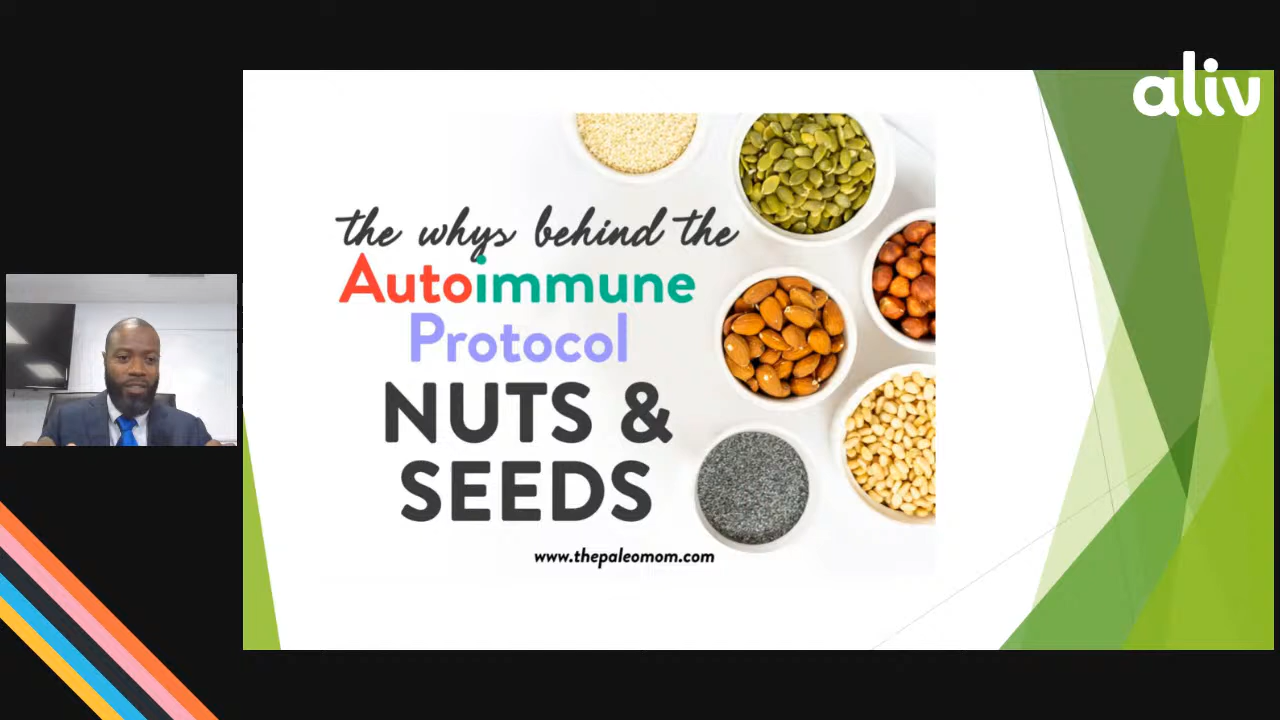 aliv
the whys behind the
Autoimmune
Protocol
NUTS &
SEEDS
www.thepaleomom.com